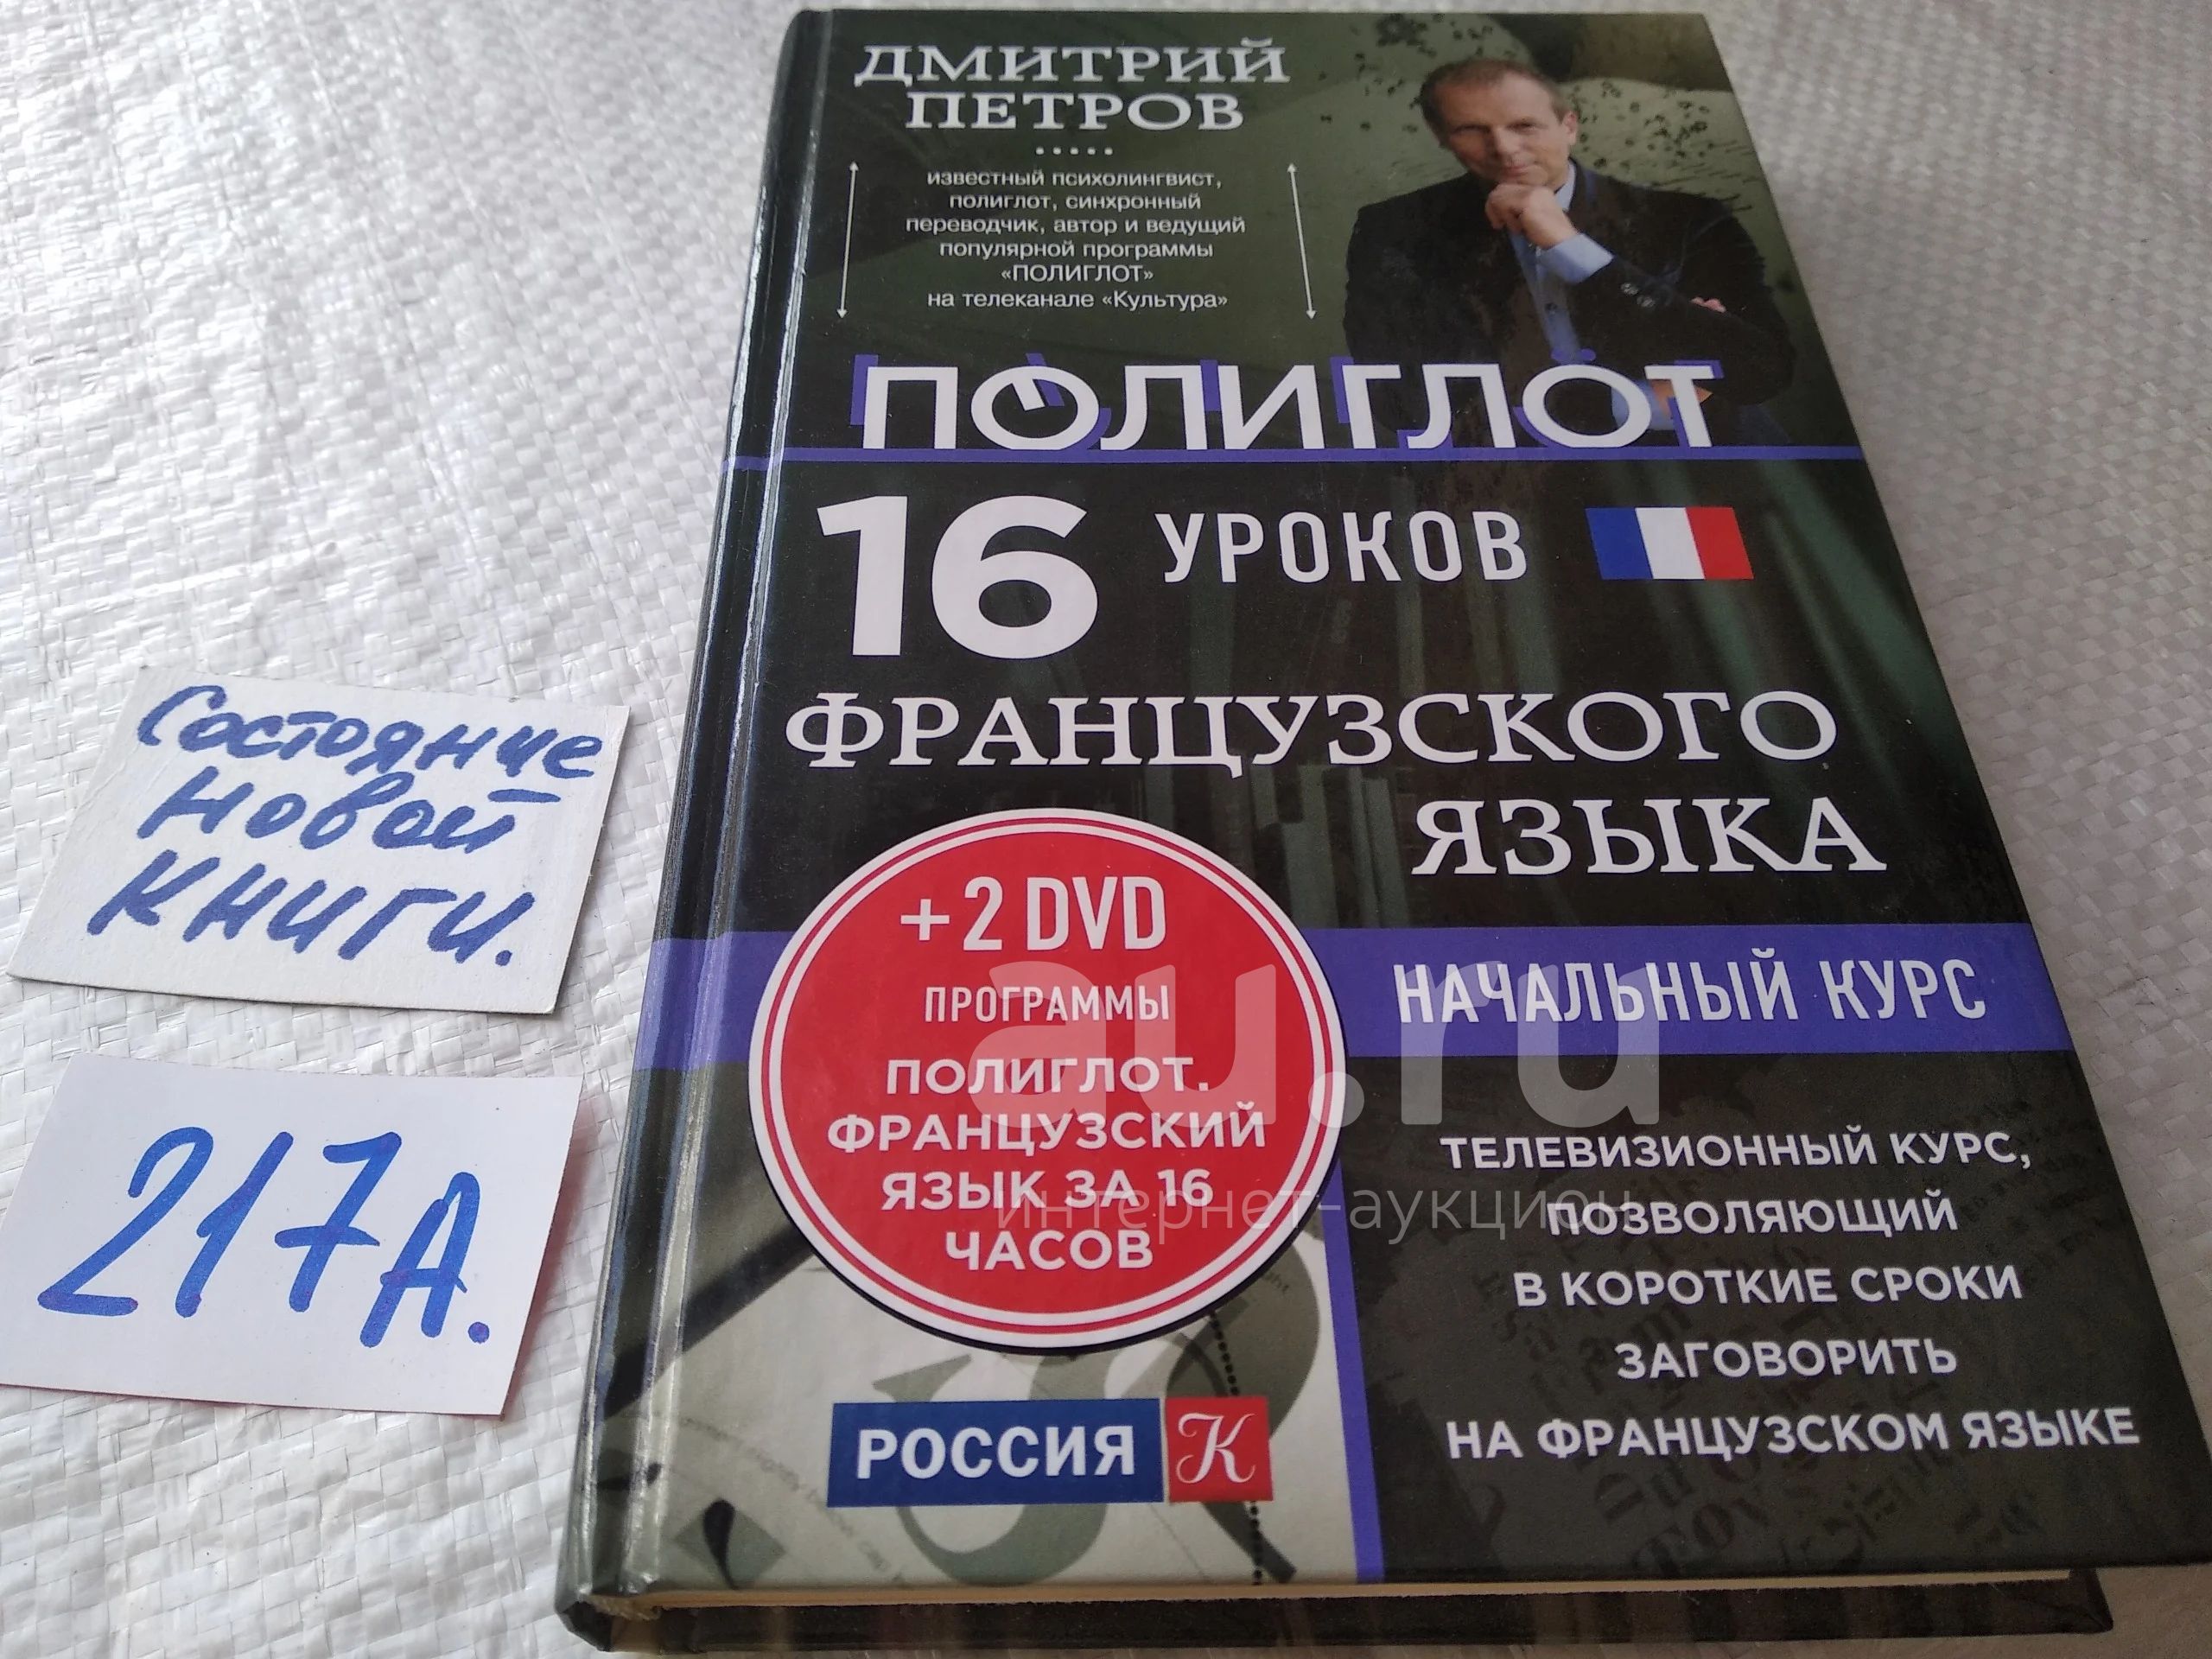 ДМИТРИЙ
ПЕТРОВ
известный психолингвист,
полиглот, синхронный
переводчик, автор и ведущий
популярной программы
«ПОЛИГЛОТ»
на телеканале «Культура»
ПОЛИГЛОТ
16 УРОКОВ
ФРАНЦУЗСКОГО
ЯЗЫКА
НАЧАЛЬНЫЙ КУРС
+ 2 DVD
ПРОГРАММЫ
ПОЛИГЛОТ.
ФРАНЦУЗСКИЙ
ЯЗЫК ЗА 16
ЧАСОВ
ТЕЛЕВИЗИОННЫЙ КУРС,
ПОЗВОЛЯЮЩИЙ
В КОРОТКИЕ СРОКИ
ЗАГОВОРИТЬ
НА ФРАНЦУЗСКОМ ЯЗЫКЕ
РОССИЯ К
Состояние
новой
книги.
217А.
au.ru
интернет-аукцион